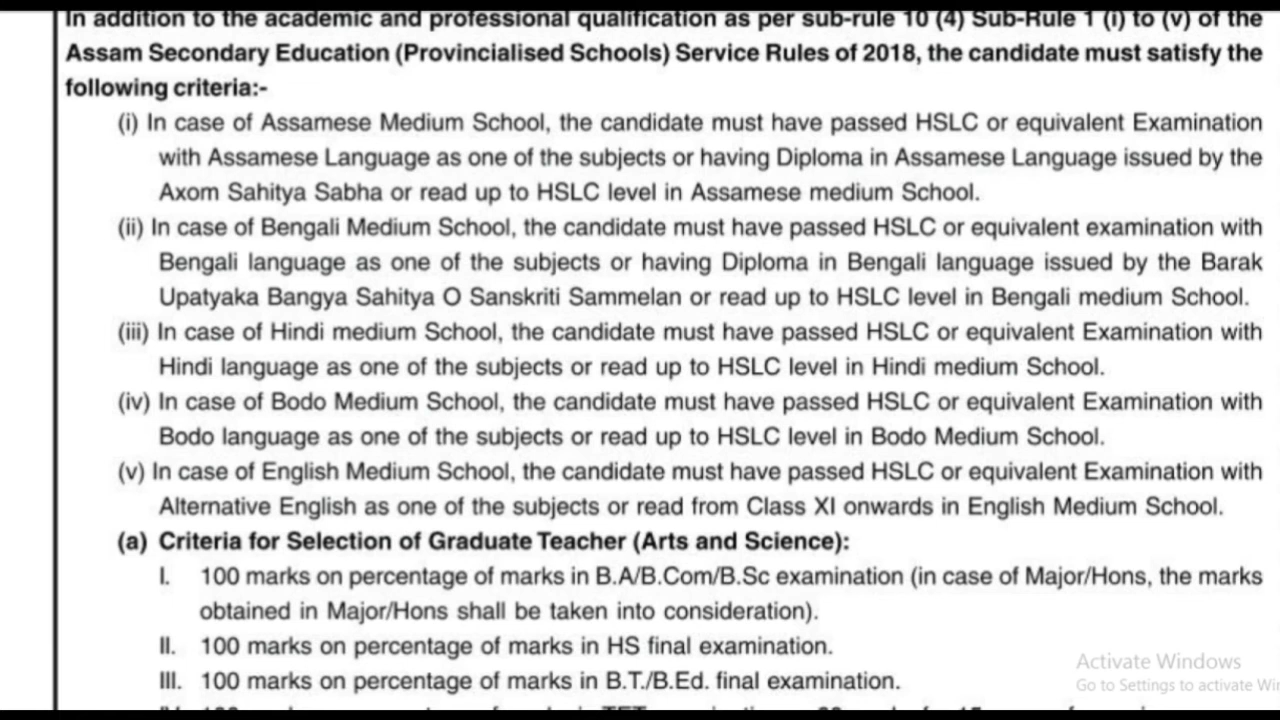 In addition to the academic and professional qualification as per sub-rule 10 (4) Sub-Rule 1 (i) to (v) of the
Assam Secondary Education (Provincialised Schools) Service Rules of 2018, the candidate must satisfy the
following criteria:-
(i) In case of Assamese Medium School, the candidate must have passed HSLC or equivalent Examination
with Assamese Language as one of the subjects or having Diploma in Assamese Language issued by the
Axom Sahitya Sabha or read up to HSLC level in Assamese medium School.
(ii) In case of Bengali Medium School, the candidate must have passed HSLC or equivalent examination with
Bengali language as one of the subjects or having Diploma in Bengali language issued by the Barak
Upatyaka Bangya Sahitya O Sanskriti Sammelan or read up to HSLC level in Bengali medium School.
(iii) In case of Hindi medium School, the candidate must have passed HSLC or equivalent Examination with
Hindi language as one of the subjects or read up to HSLC level in Hindi medium School.
(iv) In case of Bodo Medium School, the candidate must have passed HSLC or equivalent Examination with
Bodo language as one of the subjects or read up to HSLC level in Bodo Medium School.
(v) In case of English Medium School, the candidate must have passed HSLC or equivalent Examination with
Alternative English as one of the subjects or read from Class XI onwards in English Medium School.
(a) Criteria for Selection of Graduate Teacher (Arts and Science):
I. 100 marks on percentage of marks in B.A/B.Com/B.Sc examination (in case of Major/Hons, the marks
obtained in Major/Hons shall be taken into consideration).
II. 100 marks on percentage of marks in HS final examination.
III. 100 marks on percentage of marks in B.T./B.Ed. final examination.
Activate Windows
Go to Settings to activate Wi